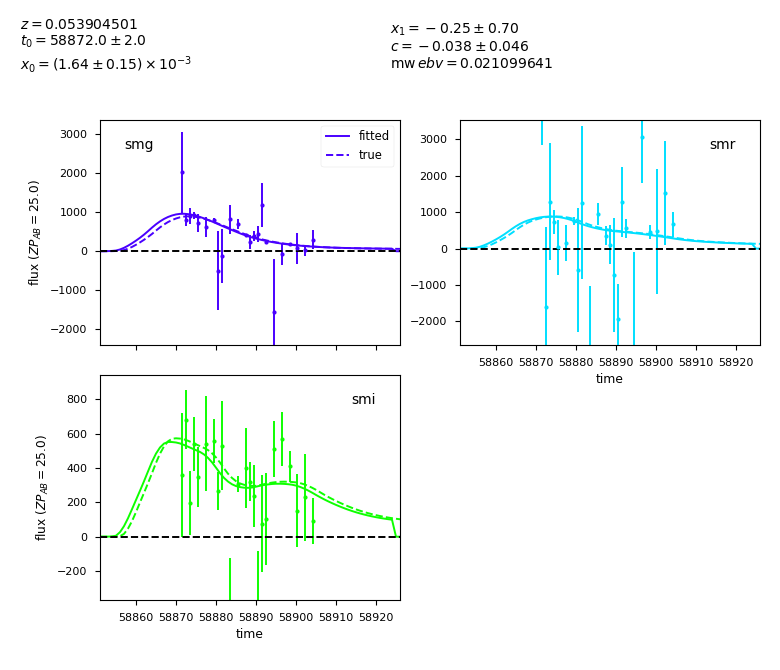 z = 0.053904501
t₀ = 58872.0 ± 2.0
x₀ = (1.64 ± 0.15) × 10⁻³
x₁ = −0.25 ± 0.70
c = −0.038 ± 0.046
mwebv = 0.021099641
smg
fitted
true
3000
2000
1000
0
−1000
−2000
flux (ZP_AB = 25.0)
smr
3000
2000
1000
0
−1000
−2000
58860 58870 58880 58890 58900 58910 58920
time
smi
800
600
400
200
0
−200
flux (ZP_AB = 25.0)
58860 58870 58880 58890 58900 58910 58920
time